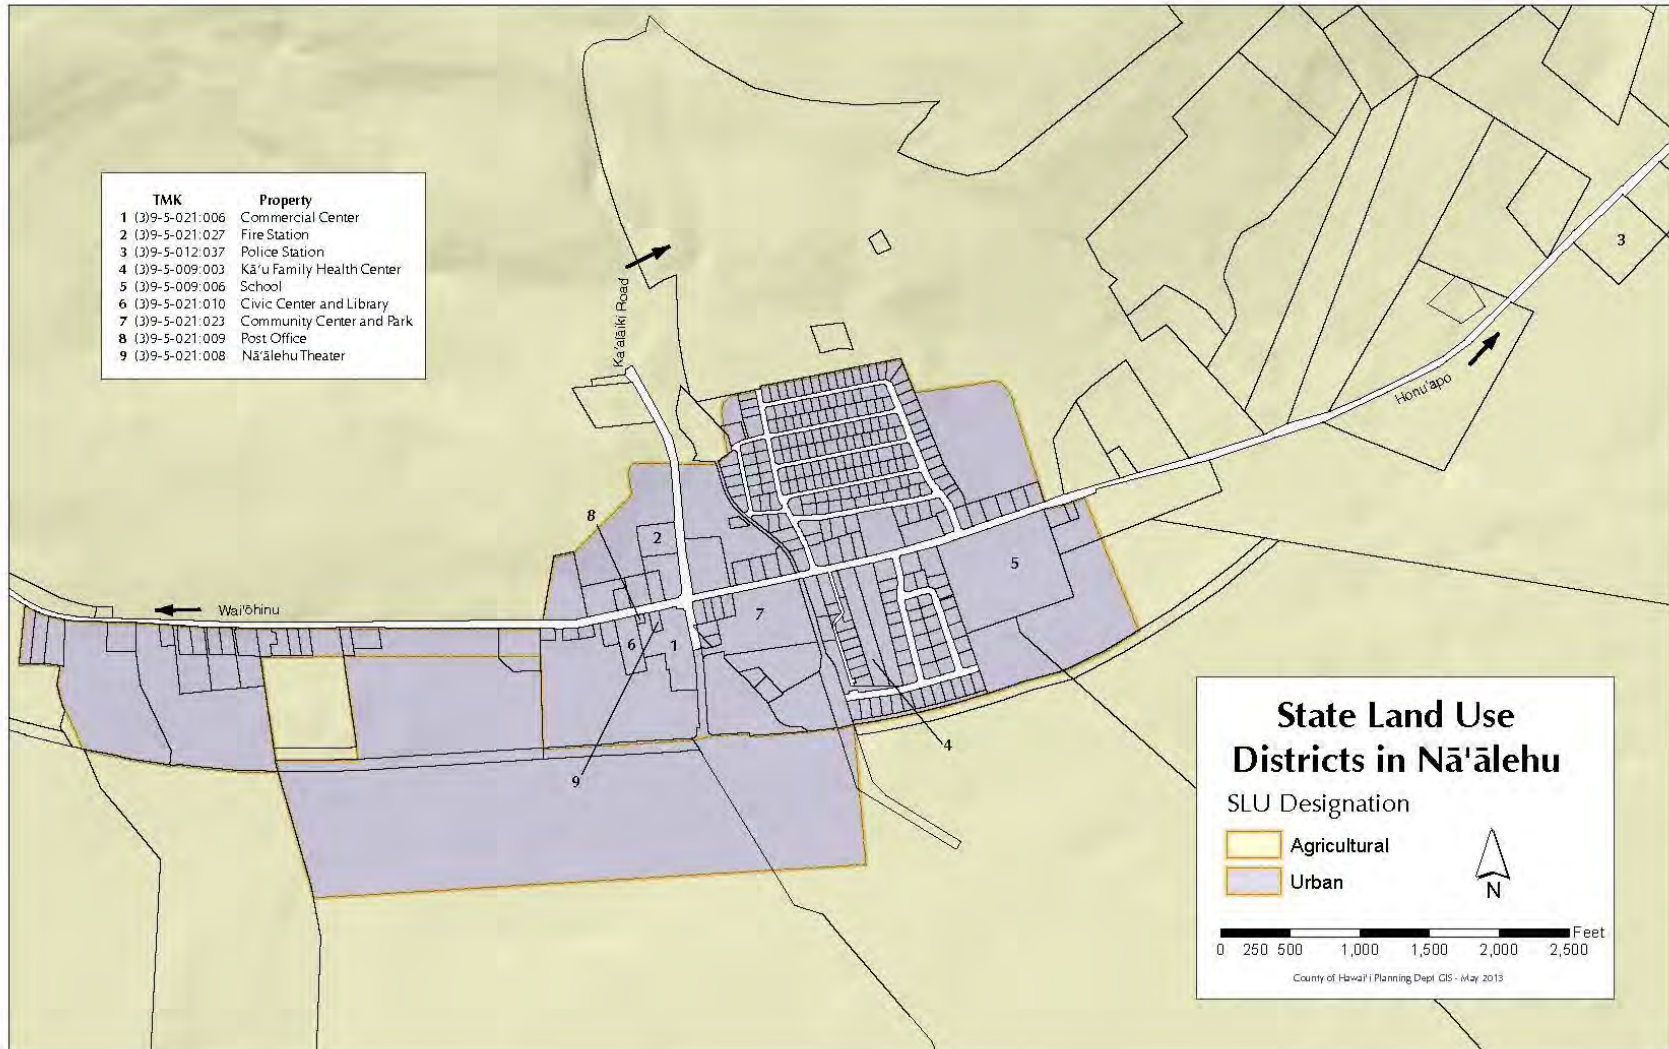 TMK Property
1 (3)9-5-021:006 Commercial Center
2 (3)9-5-021:027 Fire Station
3 (3)9-5-012:037 Police Station
4 (3)9-5-009:003 Kā'u Family Health Center
5 (3)9-5-009:006 School
6 (3)9-5-021:010 Civic Center and Library
7 (3)9-5-021:023 Community Center and Park
8 (3)9-5-021:009 Post Office
9 (3)9-5-021:008 Nā'ālehu Theater
Ka'alāiki Road
3
Honu'apo
8
2
5
Wai'ōhinu
7
6
1
4
9
State Land Use
Districts in Nā'ālehu
SLU Designation
Agricultural
Urban
N
Feet
0 250 500 1,000 1,500 2,000 2,500
County of Hawai'i Planning Dept GIS - May 2013